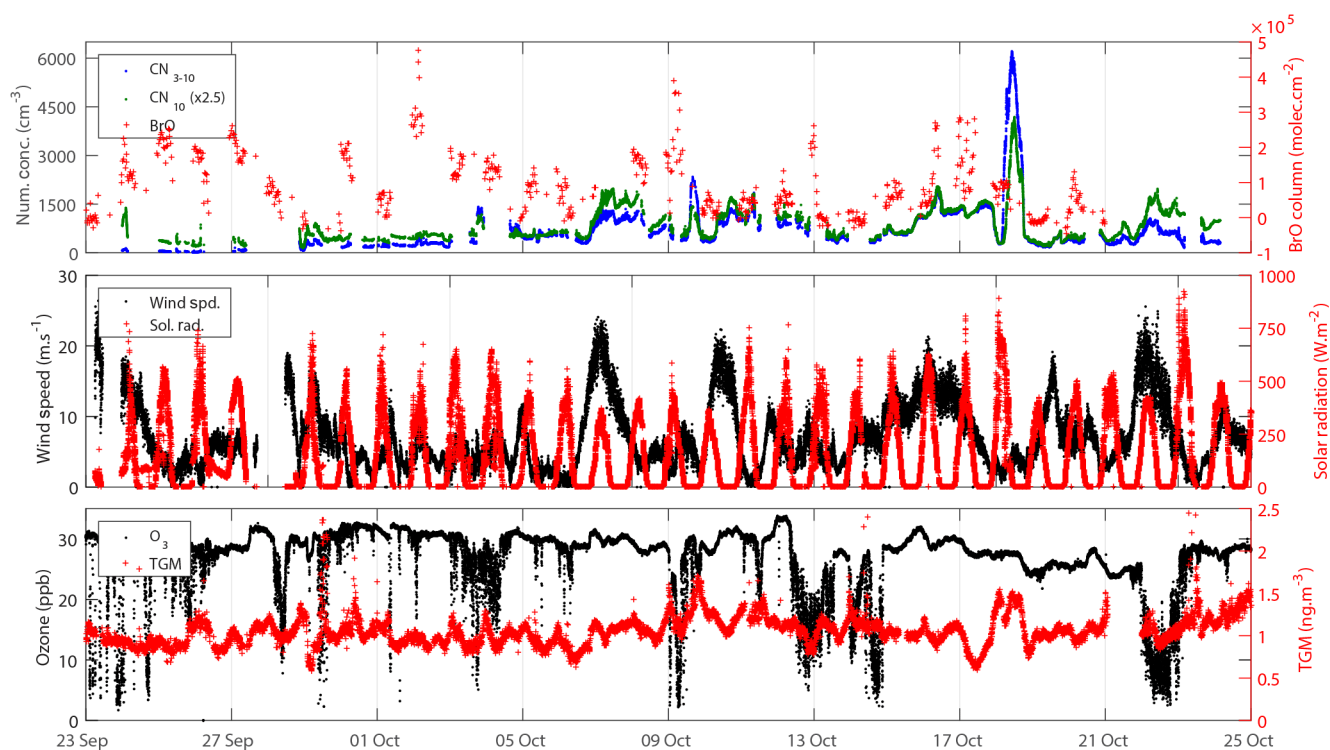 × 10⁵
6000
4500
3000
1500
0
Num. conc. (cm⁻³)
CN ₃₋₁₀
CN ₁₀ (x2.5)
BrO
5
4
3
2
1
0
-1
BrO column (molec.cm⁻²)
30
20
10
0
Wind speed (m.s⁻¹)
Wind spd.
Sol. rad.
1000
750
500
250
0
Solar radiation (W.m⁻²)
30
20
10
0
Ozone (ppb)
O₃
TGM
2.5
2
1.5
1
0.5
0
TGM (ng.m⁻³)
23 Sep 27 Sep 01 Oct 05 Oct 09 Oct 13 Oct 17 Oct 21 Oct 25 Oct